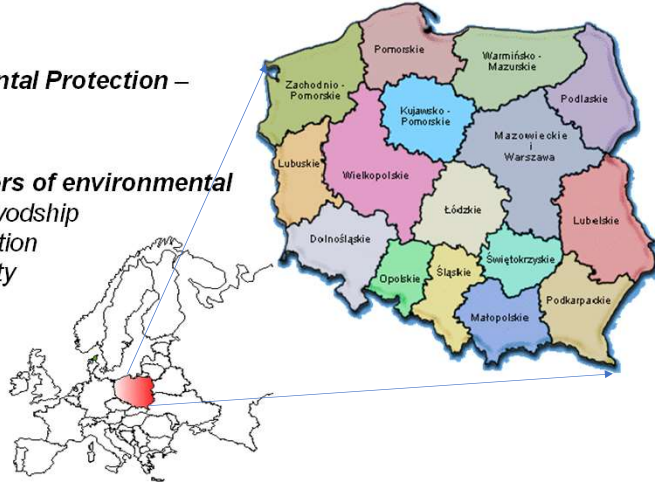 ntal Protection –
rs of environmental
yodship
tion
ty
Pomorskie
Warmińsko -
Mazurskie
Zachodnio -
Pomorskie
Podlaskie
Kujawsko -
Pomorskie
Mazowieckie
i
Warszawa
Lubuskie
Wielkopolskie
Łódzkie
Lubelskie
Dolnośląskie
Opolskie
Śląskie
Świętokrzyskie
Podkarpackie
Małopolskie